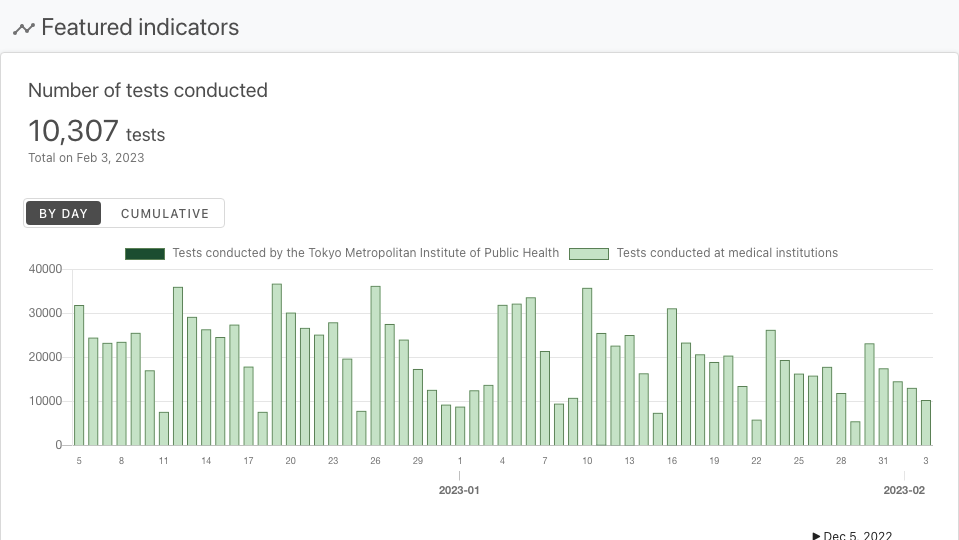 Featured indicators
Number of tests conducted
10,307 tests
Total on Feb 3, 2023
BY DAY CUMULATIVE
Tests conducted by the Tokyo Metropolitan Institute of Public Health Tests conducted at medical institutions
40000
30000
20000
10000
0
5 8 11 14 17 20 23 26 29 1 4 7 10 13 16 19 22 25 28 31 3
2023-01 2023-02
▶ Dec 5, 2022